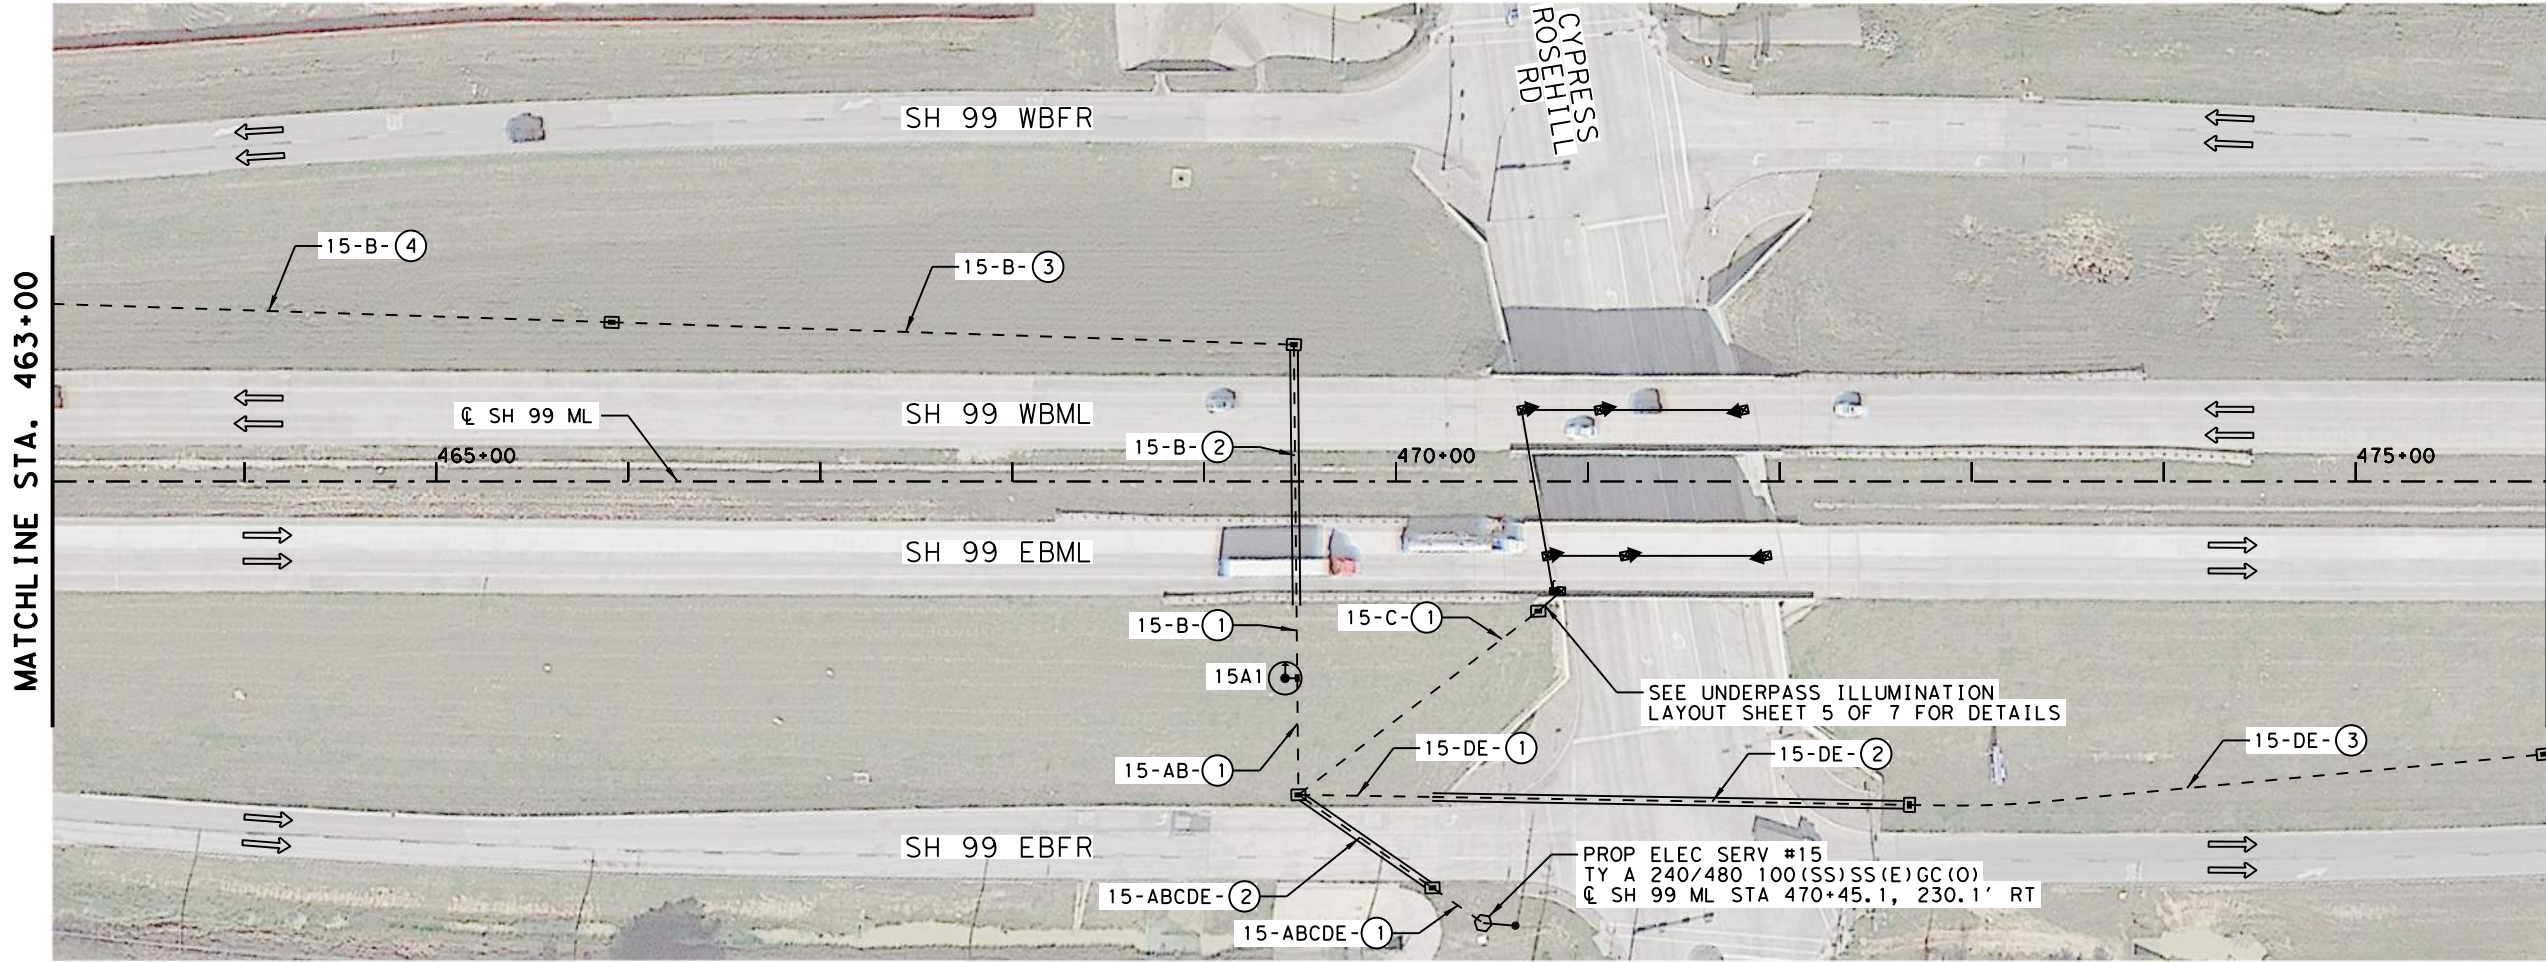 CYPRESS
ROSEHILL
RD
SH 99 WBFR
15-B-4
15-B-3
MATCHLINE STA. 463+00
℄ SH 99 ML
SH 99 WBML
15-B-2
465+00
470+00
475+00
SH 99 EBML
15-B-1
15-C-1
15A1
SEE UNDERPASS ILLUMINATION
LAYOUT SHEET 5 OF 7 FOR DETAILS
15-AB-1
15-DE-1
15-DE-2
15-DE-3
SH 99 EBFR
PROP ELEC SERV #15
TY A 240/480 100(SS)SS(E)GC(O)
℄ SH 99 ML STA 470+45.1, 230.1' RT
15-ABCDE-2
15-ABCDE-1